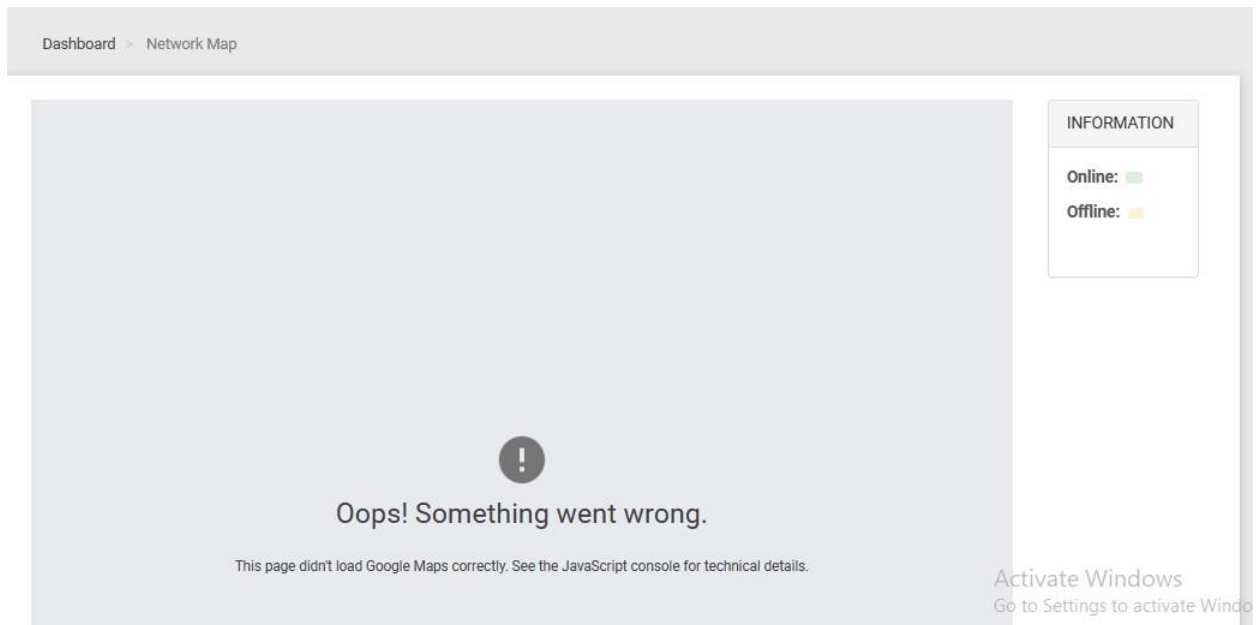 Dashboard > Network Map
INFORMATION
Online:
Offline:
!
Oops! Something went wrong.
This page didn't load Google Maps correctly. See the JavaScript console for technical details.
Activate Windows
Go to Settings to activate Windo